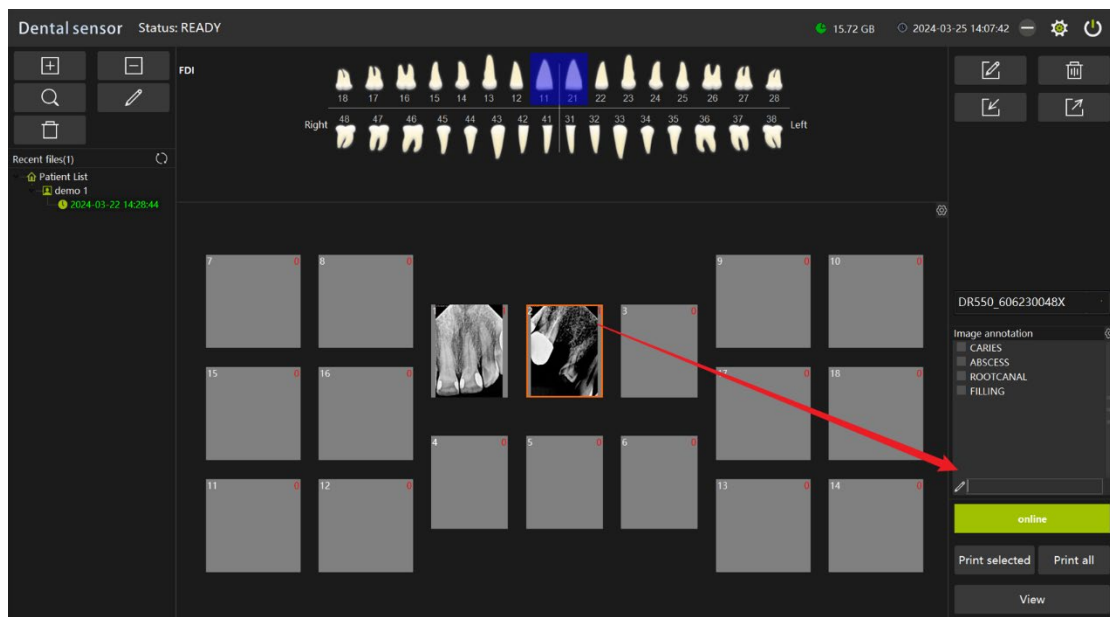 Dental sensor Status: READY 15.72 GB 2024-03-25 14:07:42
FDI
18 17 16 15 14 13 12 11 21 22 23 24 25 26 27 28
48 47 46 45 44 43 42 41 31 32 33 34 35 36 37 38
Right Left
Recent files(1)
Patient List
demo 1
2024-03-22 14:28:44
7 0 8 0 9 0 10 0
1 2 3 0
15 0 16 0 17 0 18 0
4 0 5 0 6 0
11 0 12 0 13 0 14 0
DR550_606230048X
Image annotation
CARIES
ABSCESS
ROOTCANAL
FILLING
online
Print selected Print all
View